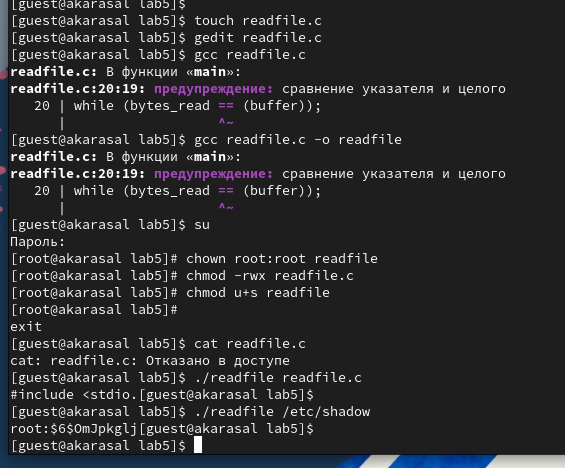 [guest@akarasal lab5]$
[guest@akarasal lab5]$ touch readfile.c
[guest@akarasal lab5]$ gedit readfile.c
[guest@akarasal lab5]$ gcc readfile.c
readfile.c: В функции «main»:
readfile.c:20:19: предупреждение: сравнение указателя и целого
   20 | while (bytes_read == (buffer));
      |                   ^~
[guest@akarasal lab5]$ gcc readfile.c -o readfile
readfile.c: В функции «main»:
readfile.c:20:19: предупреждение: сравнение указателя и целого
   20 | while (bytes_read == (buffer));
      |                   ^~
[guest@akarasal lab5]$ su
Пароль:
[root@akarasal lab5]# chown root:root readfile
[root@akarasal lab5]# chmod -rwx readfile.c
[root@akarasal lab5]# chmod u+s readfile
[root@akarasal lab5]#
exit
[guest@akarasal lab5]$ cat readfile.c
cat: readfile.c: Отказано в доступе
[guest@akarasal lab5]$ ./readfile readfile.c
#include <stdio.[guest@akarasal lab5]$
[guest@akarasal lab5]$ ./readfile /etc/shadow
root:$6$OmJpkglj[guest@akarasal lab5]$
[guest@akarasal lab5]$